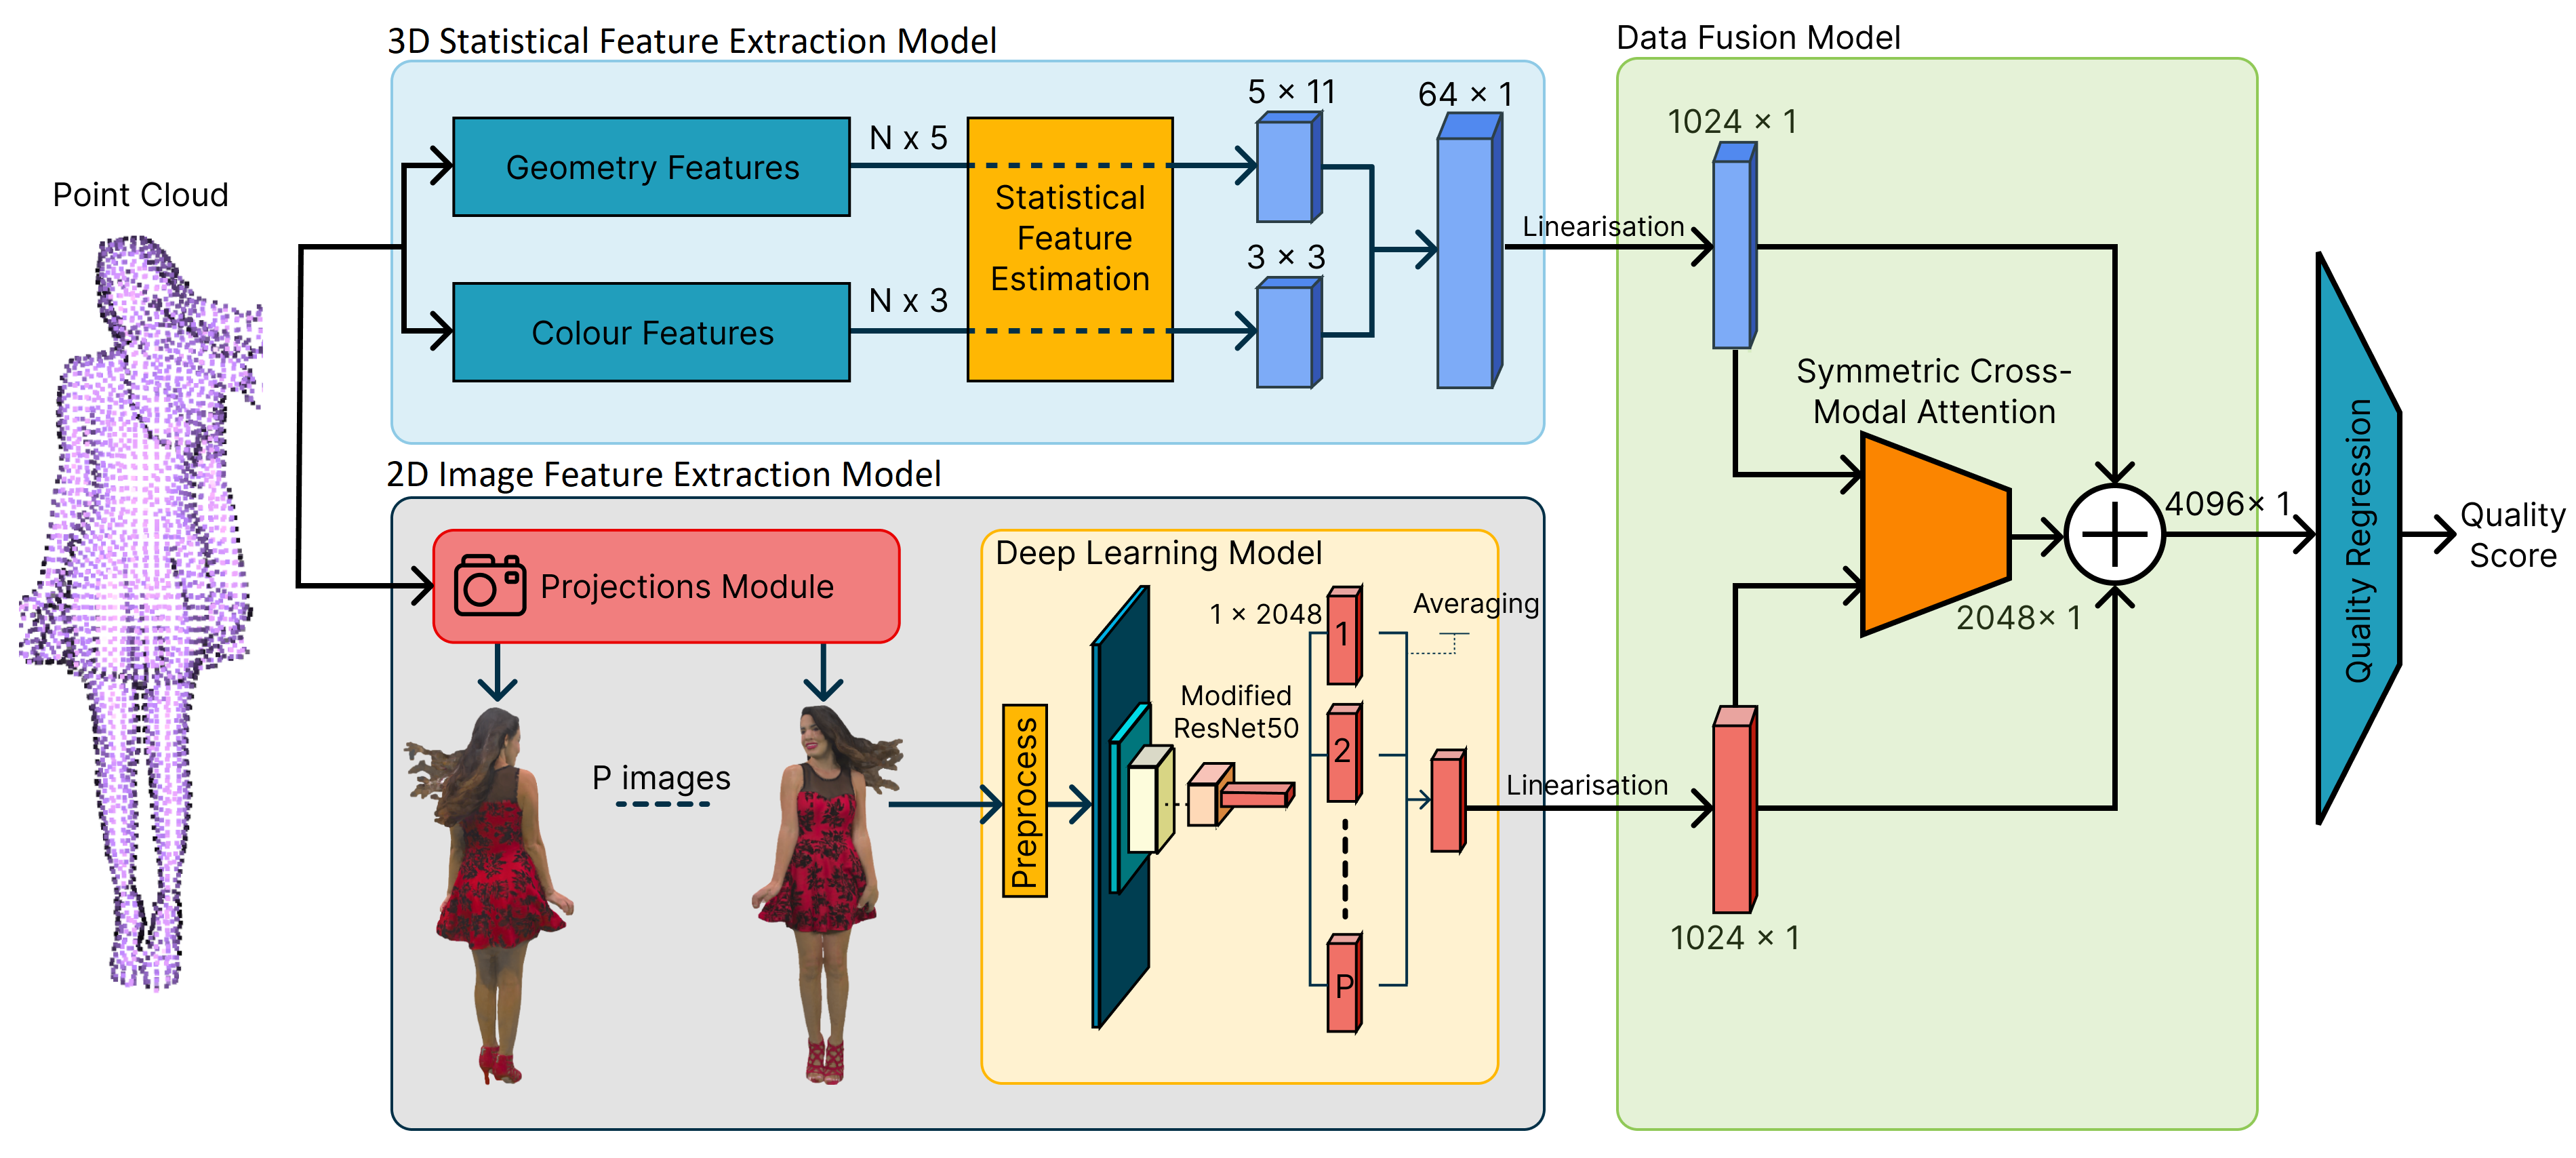 Point Cloud
3D Statistical Feature Extraction Model
Geometry Features
Colour Features
N x 5
N x 3
Statistical
Feature
Estimation
5 × 11
3 × 3
64 × 1
Linearisation
2D Image Feature Extraction Model
Projections Module
P images
Deep Learning Model
Preprocess
Modified
ResNet50
1 × 2048
1
2
P
Averaging
Linearisation
Data Fusion Model
1024 × 1
Symmetric Cross-
Modal Attention
2048× 1
1024 × 1
4096× 1
Quality Regression
Quality
Score